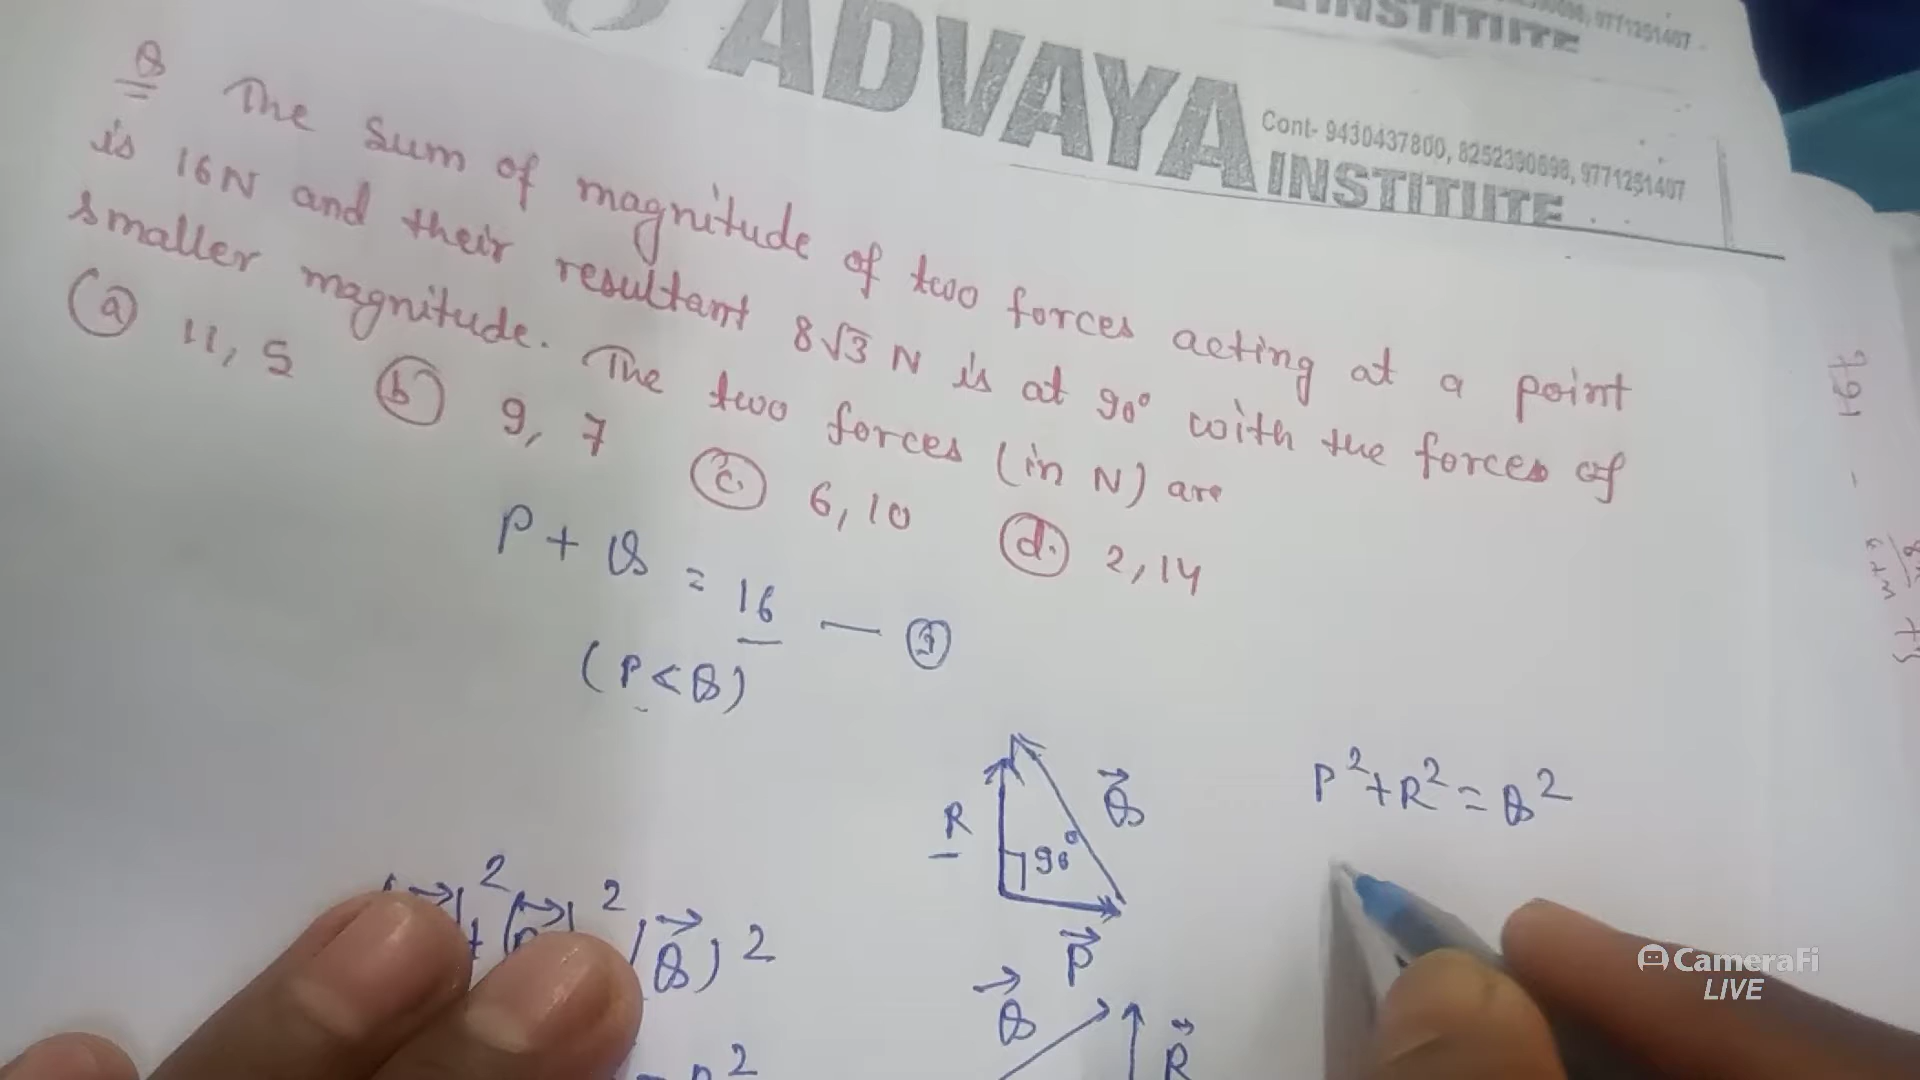 INSTITUTE
ADVAYA
Cont- 9430437800, 8252390698, 9771251407
INSTITUTE
Q The Sum of magnitude of two forces acting at a point
is 16N and their resultant 8√3 N is at 90° with the forces of
smaller magnitude. The two forces (in N) are
(a) 11, 5 (b) 9, 7 (c) 6, 10 (d) 2, 14
P + Q = 16 — (1)
(P < Q)
P² + R² = Q²
R 90° Q
P
Q R
(Q)²